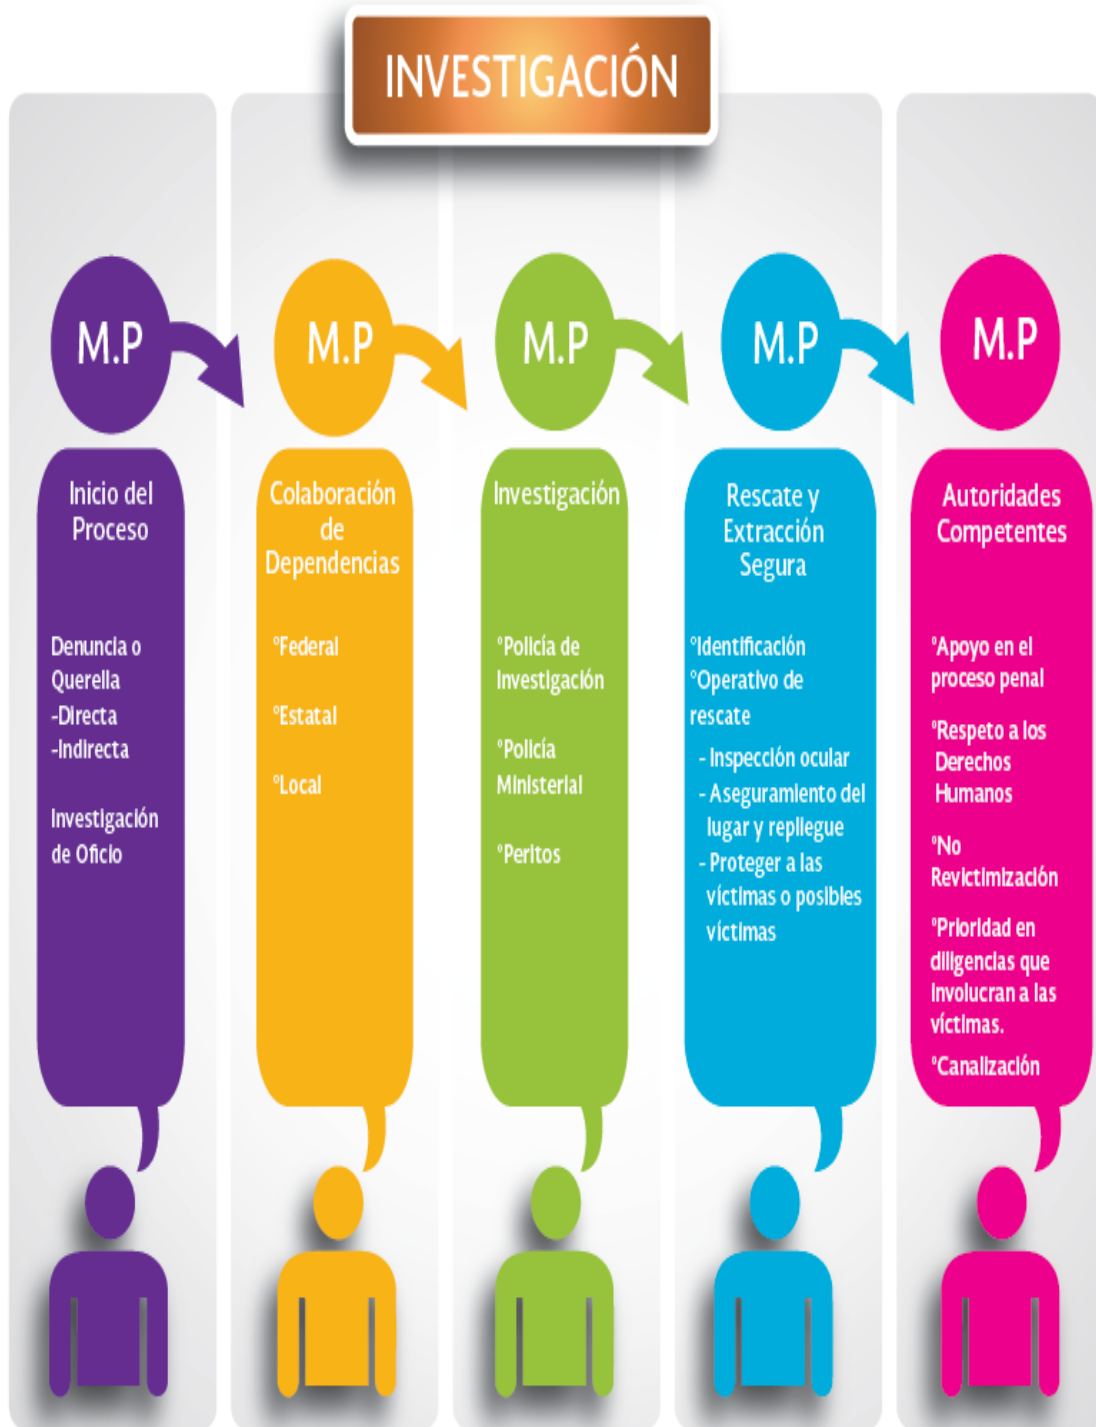 INVESTIGACIÓN
M.P
Inicio del
Proceso
Denuncia o
Querella
-Directa
-Indirecta
Investigación
de Oficio
M.P
Colaboración
de
Dependencias
°Federal
°Estatal
°Local
M.P
Investigación
°Policía de
Investigación
°Policía
Ministerial
°Peritos
M.P
Rescate y
Extracción
Segura
°Identificación
°Operativo de
rescate
- Inspección ocular
- Aseguramiento del
lugar y repliegue
- Proteger a las
víctimas o posibles
víctimas
M.P
Autoridades
Competentes
°Apoyo en el
proceso penal
°Respeto a los
Derechos
Humanos
°No
Revictimización
°Prioridad en
diligencias que
involucran a las
víctimas.
°Canalización